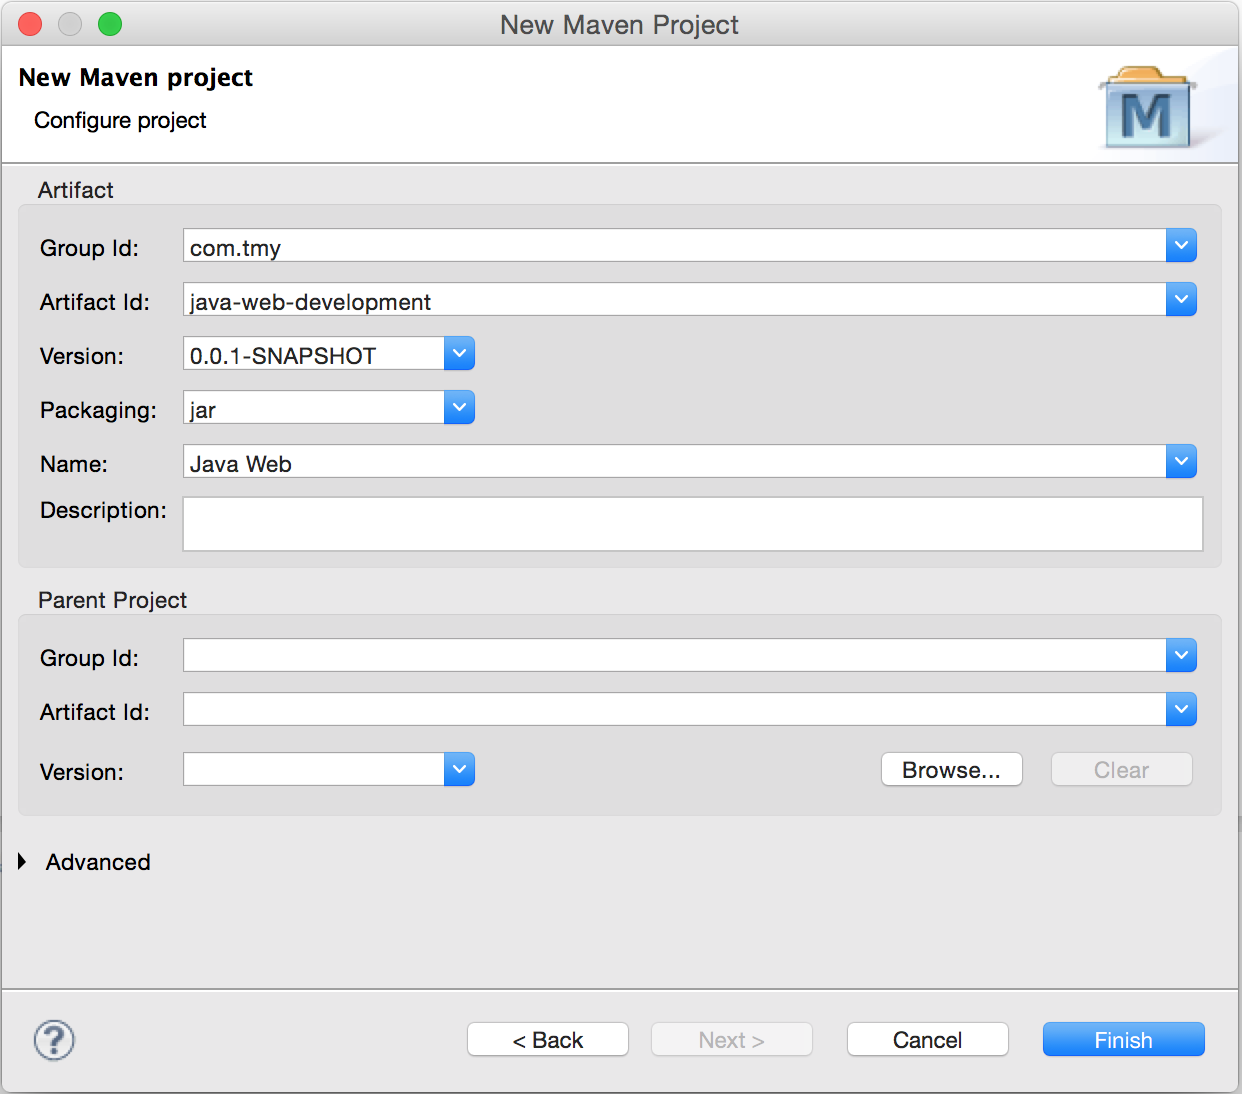 New Maven Project
New Maven project
Configure project
M
Artifact
Group Id: com.tmy
Artifact Id: java-web-development
Version: 0.0.1-SNAPSHOT
Packaging: jar
Name: Java Web
Description:
Parent Project
Group Id:
Artifact Id:
Version:
Browse... Clear
Advanced
? < Back Next > Cancel Finish